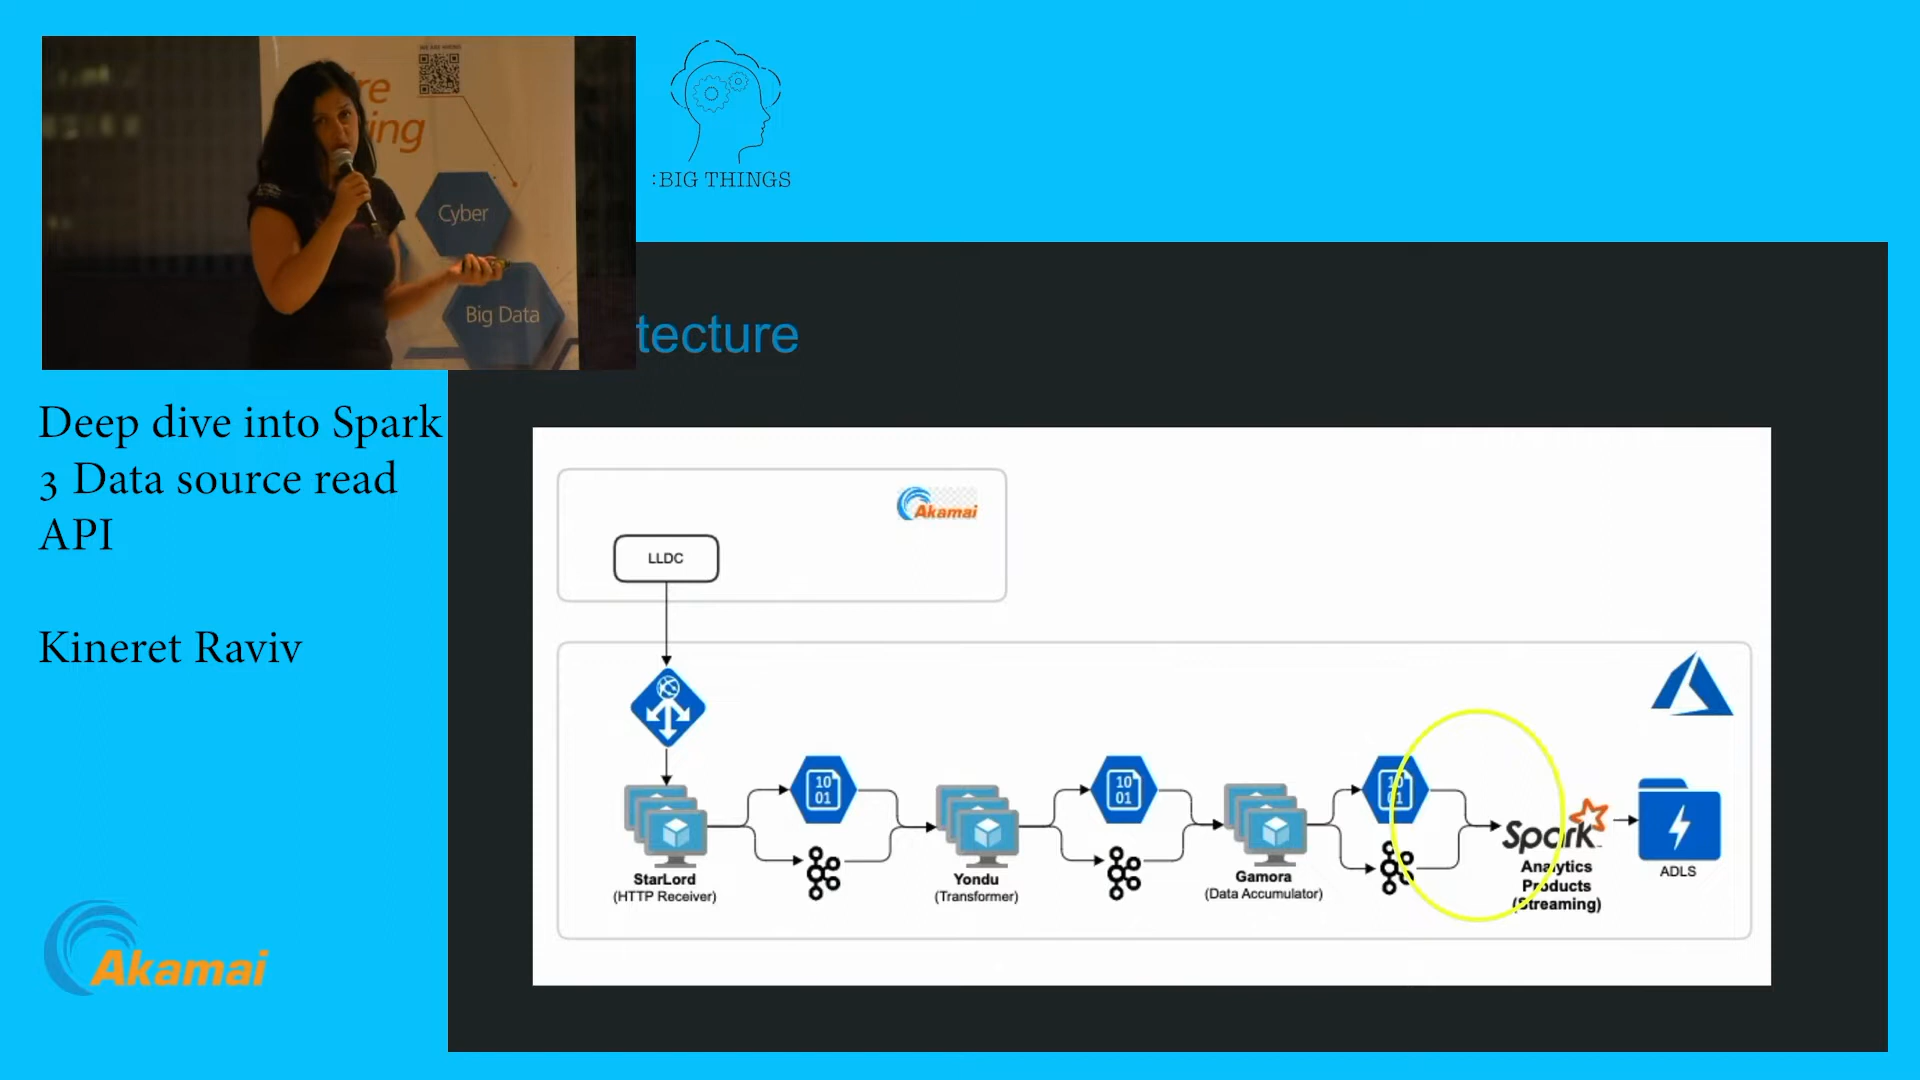 re
ing
Cyber
Big Data
:BIG THINGS
tecture
Deep dive into Spark
3 Data source read
API
Kineret Raviv
Akamai
Akamai
LLDC
10
01
10
01
10
01
StarLord
(HTTP Receiver)
Yondu
(Transformer)
Gamora
(Data Accumulator)
Spark
Analytics
Products
(Streaming)
ADLS